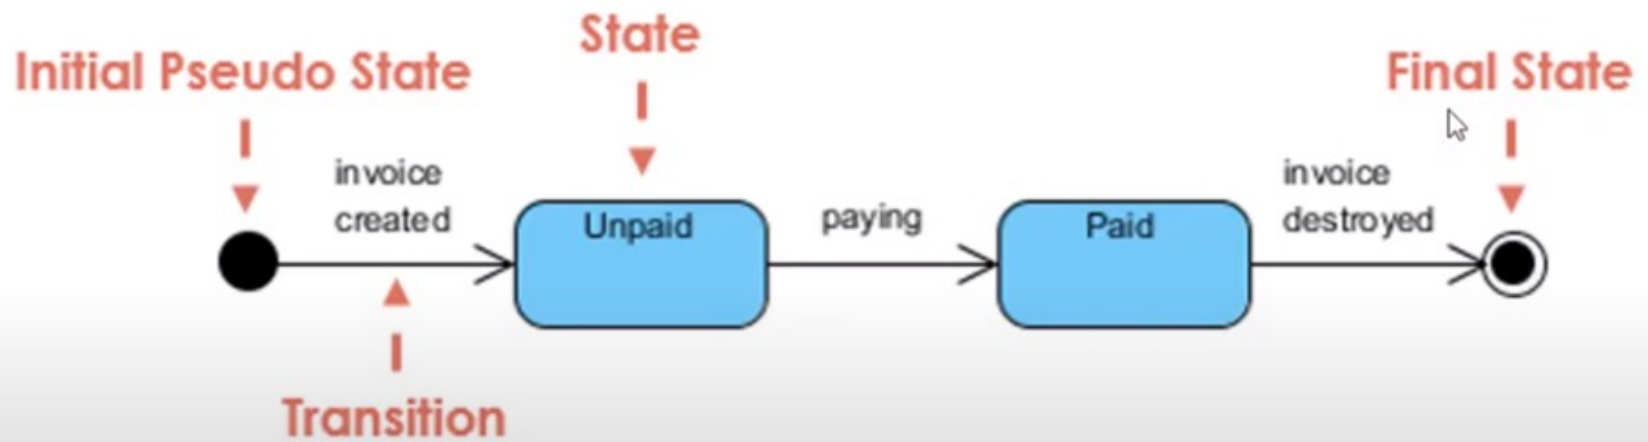 State
Initial Pseudo State
Final State
invoice
created
Unpaid
paying
Paid
invoice
destroyed
Transition